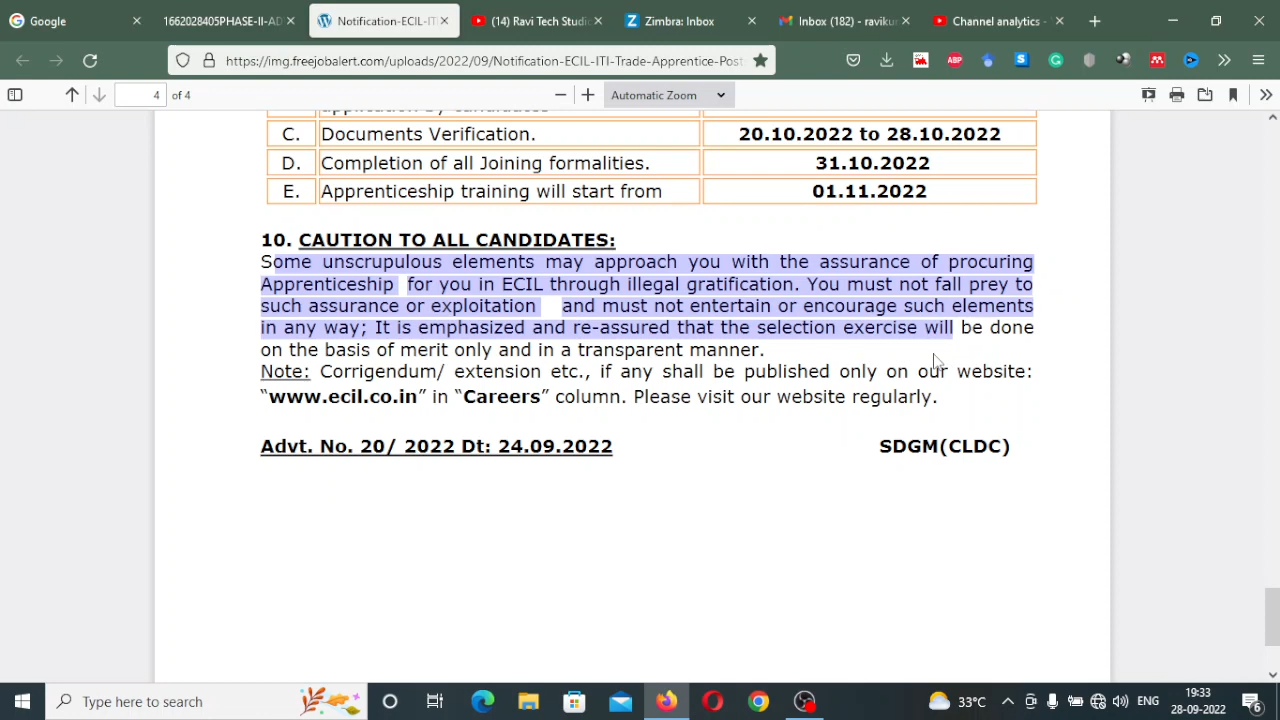 Google
1662028405PHASE-II-AD
Notification-ECIL-ITI
(14) Ravi Tech Studio
Zimbra: Inbox
Inbox (182) - raviku
Channel analytics -
https://img.freejobalert.com/uploads/2022/09/Notification-ECIL-ITI-Trade-Apprentice-Post
ABP
4 of 4
Automatic Zoom
application by candidates
C. Documents Verification. 20.10.2022 to 28.10.2022
D. Completion of all Joining formalities. 31.10.2022
E. Apprenticeship training will start from 01.11.2022
10. CAUTION TO ALL CANDIDATES:
Some unscrupulous elements may approach you with the assurance of procuring
Apprenticeship for you in ECIL through illegal gratification. You must not fall prey to
such assurance or exploitation and must not entertain or encourage such elements
in any way; It is emphasized and re-assured that the selection exercise will be done
on the basis of merit only and in a transparent manner.
Note: Corrigendum/ extension etc., if any shall be published only on our website:
“www.ecil.co.in” in “Careers” column. Please visit our website regularly.
Advt. No. 20/ 2022 Dt: 24.09.2022 SDGM(CLDC)
Type here to search
33°C
ENG
19:33
28-09-2022
6